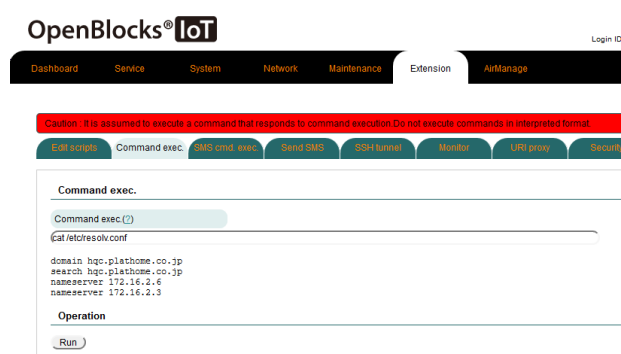 OpenBlocks® IoT
Login ID
Dashboard Service System Network Maintenance Extension AirManage
Caution : It is assumed to execute a command that responds to command execution.Do not execute commands in interpreted format.
Edit scripts Command exec. SMS cmd. exec. Send SMS SSH tunnel Monitor URI proxy Security
Command exec.
Command exec.(?)
cat /etc/resolv.conf
domain hqc.plathome.co.jp
search hqc.plathome.co.jp
nameserver 172.16.2.6
nameserver 172.16.2.3
Operation
Run